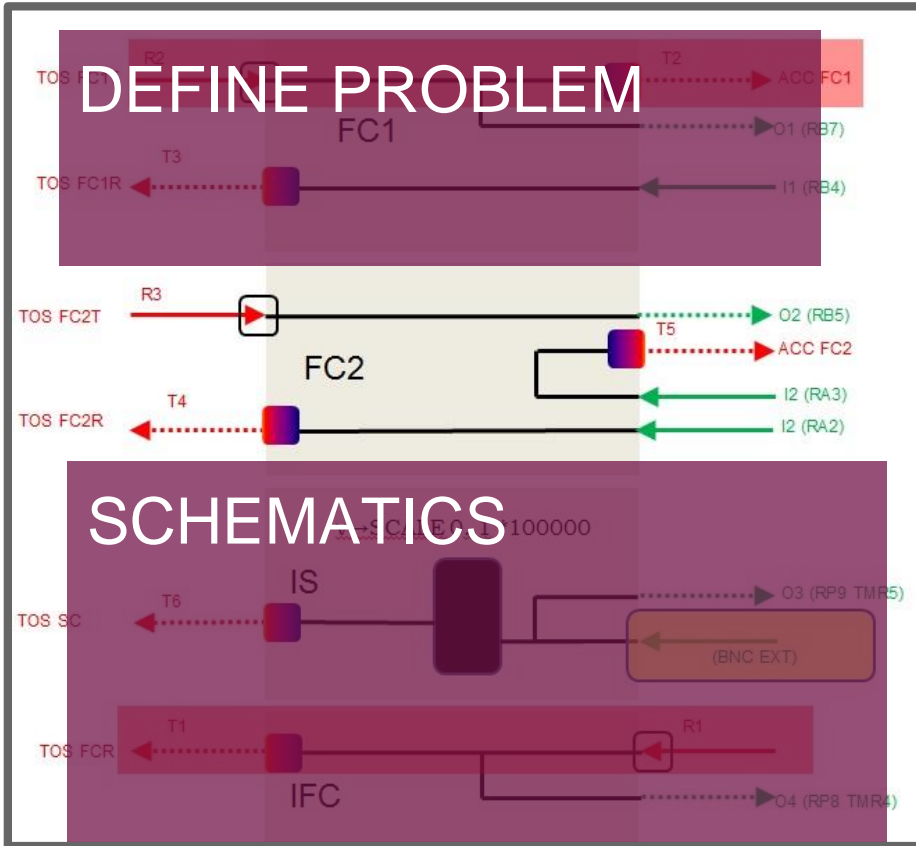 R2
T2
TOS FC1
ACC FC1
DEFINE PROBLEM
FC1
O1 (RB7)
T3
TOS FC1R
I1 (RB4)
R3
TOS FC2T
O2 (RB5)
T5
ACC FC2
FC2
I2 (RA3)
T4
TOS FC2R
I2 (RA2)
SCHEMATICS
100000
IS
T6
O3 (RP9 TMR5)
TOS SC
(BNC EXT)
T1
R1
TOS FCR
IFC
O4 (RP8 TMR4)